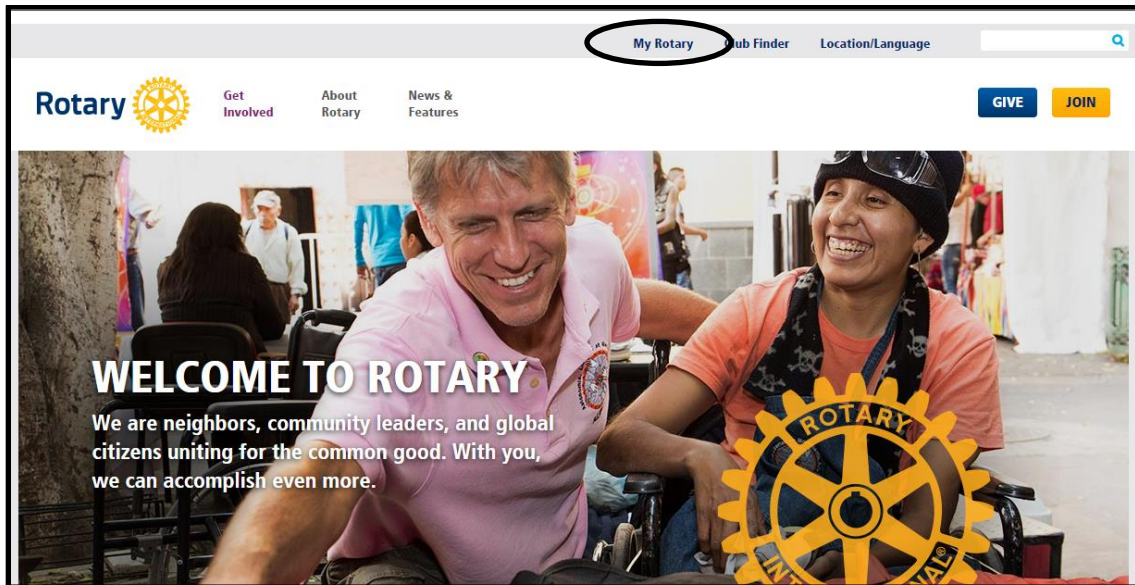 My Rotary Club Finder Location/Language
Rotary
Get
Involved
About
Rotary
News &
Features
GIVE
JOIN
WELCOME TO ROTARY
We are neighbors, community leaders, and global
citizens uniting for the common good. With you,
we can accomplish even more.
ROTARY